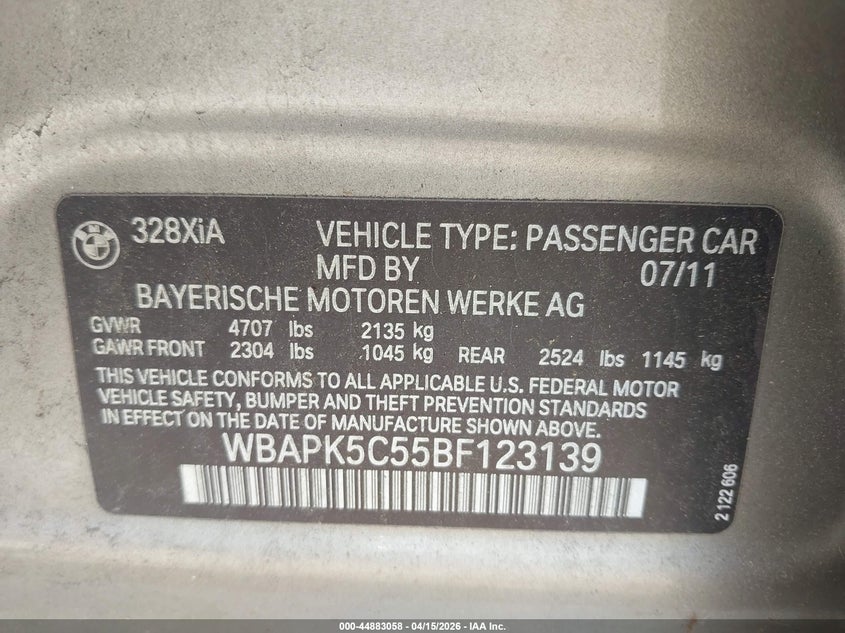 BMW
328XiA VEHICLE TYPE: PASSENGER CAR
MFD BY 07/11
BAYERISCHE MOTOREN WERKE AG
GVWR 4707 lbs 2135 kg
GAWR FRONT 2304 lbs 1045 kg REAR 2524 lbs 1145 kg
THIS VEHICLE CONFORMS TO ALL APPLICABLE U.S. FEDERAL MOTOR
VEHICLE SAFETY, BUMPER AND THEFT PREVENTION STANDARDS
IN EFFECT ON THE DATE OF MANUFACTURE SHOWN ABOVE.
WBAPK5C55BF123139
2 122 606
000-44883058 - 04/15/2026 - IAA Inc.